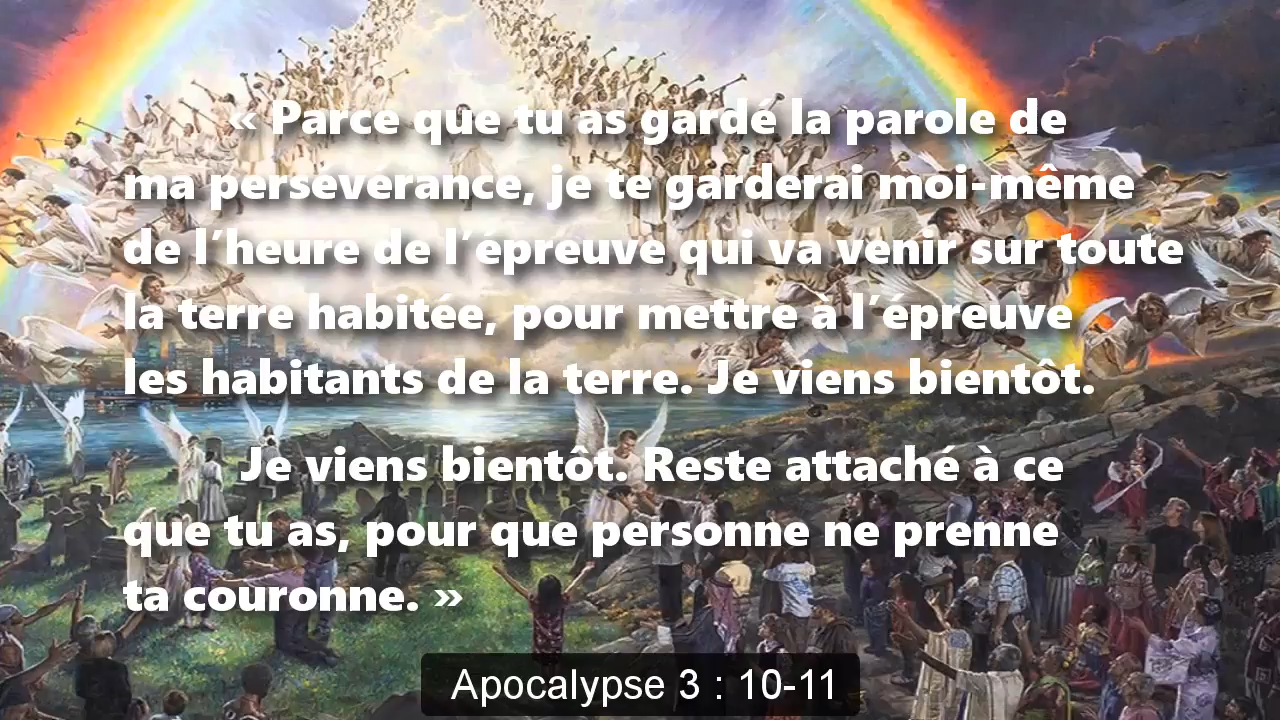 « Parce que tu as gardé la parole de
ma persévérance, je te garderai moi-même
de l’heure de l’épreuve qui va venir sur toute
la terre habitée, pour mettre à l’épreuve
les habitants de la terre. Je viens bientôt.
Je viens bientôt. Reste attaché à ce
que tu as, pour que personne ne prenne
ta couronne. »
Apocalypse 3 : 10-11